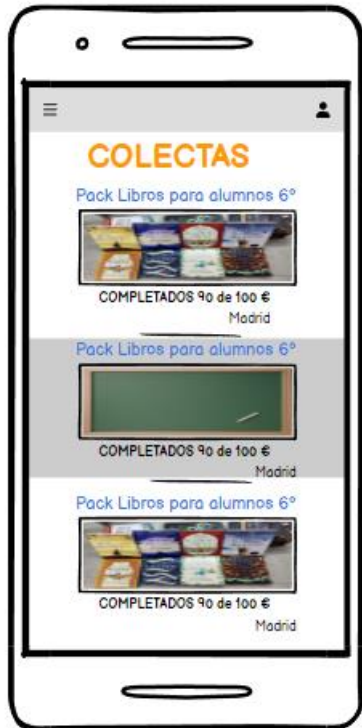 COLECTAS
Pack Libros para alumnos 6º
COMPLETADOS 90 de 100 €
Madrid
Pack Libros para alumnos 6º
COMPLETADOS 90 de 100 €
Madrid
Pack Libros para alumnos 6º
COMPLETADOS 90 de 100 €
Madrid